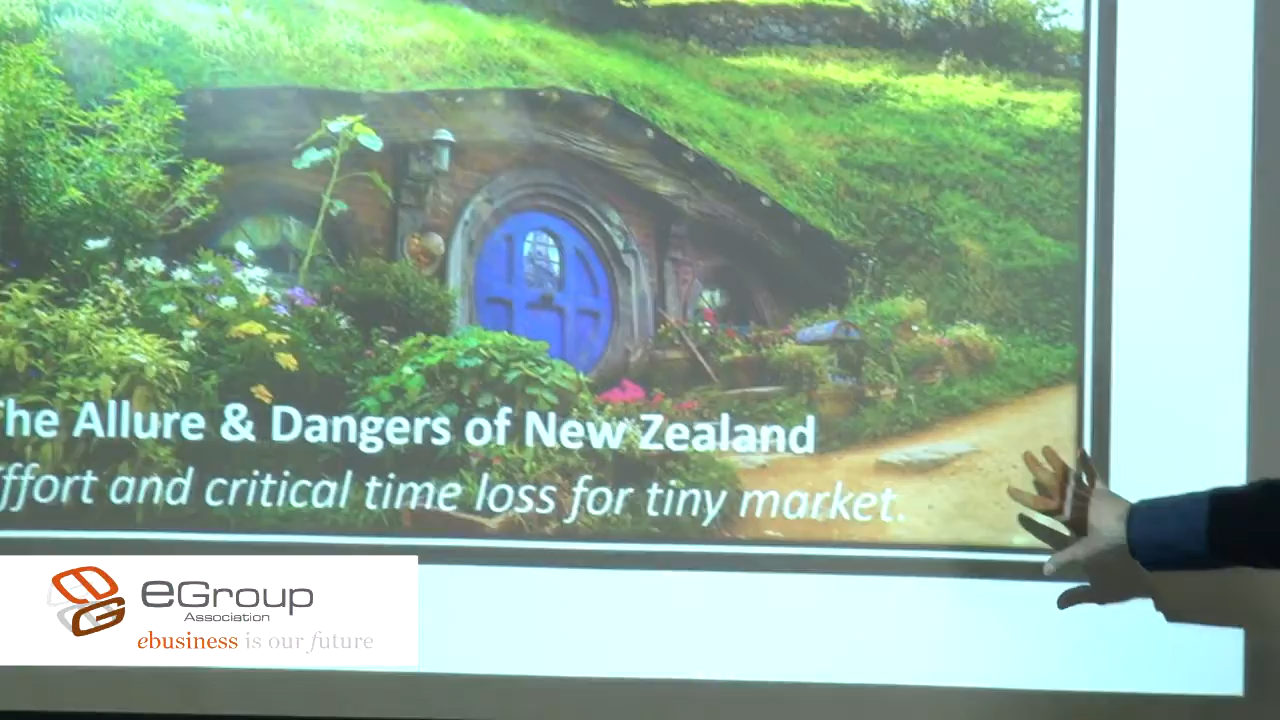 The Allure & Dangers of New Zealand
ffort and critical time loss for tiny market.
eGroup
Association
ebusiness is our future